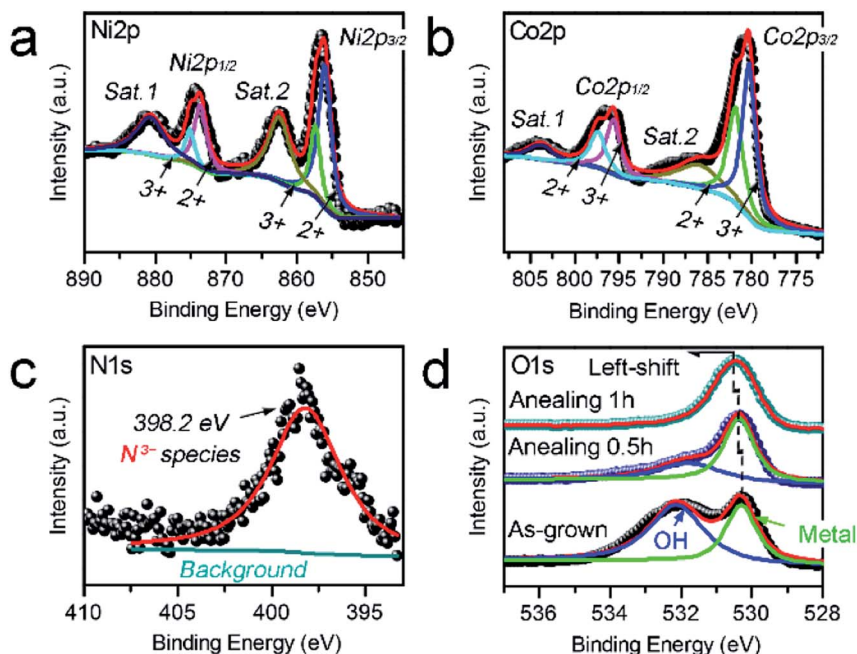 a
Ni2p
Ni2p3/2
Ni2p1/2
Sat.1
Sat.2
3+
2+
3+
2+
Intensity (a.u.)
890
880
870
860
850
Binding Energy (eV)
b
Co2p
Co2p3/2
Co2p1/2
Sat.1
Sat.2
2+
3+
2+
3+
Intensity (a.u.)
805
800
795
790
785
780
775
Binding Energy (eV)
c
N1s
398.2 eV
N3− species
Background
Intensity (a.u.)
410
405
400
395
Binding Energy (eV)
d
O1s
Left-shift
Anealing 1h
Anealing 0.5h
As-grown
OH
Metal
Intensity (a.u.)
536
534
532
530
528
Binding Energy (eV)